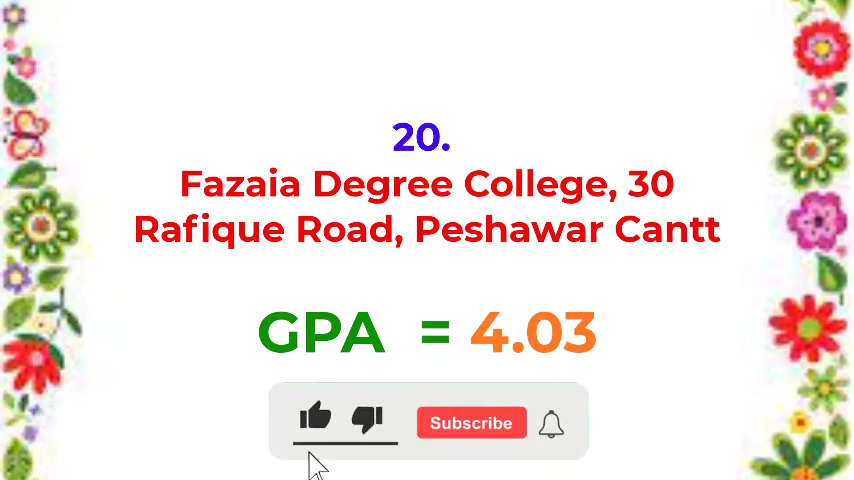 20.
Fazaia Degree College, 30
Rafique Road, Peshawar Cantt
GPA = 4.03
Subscribe